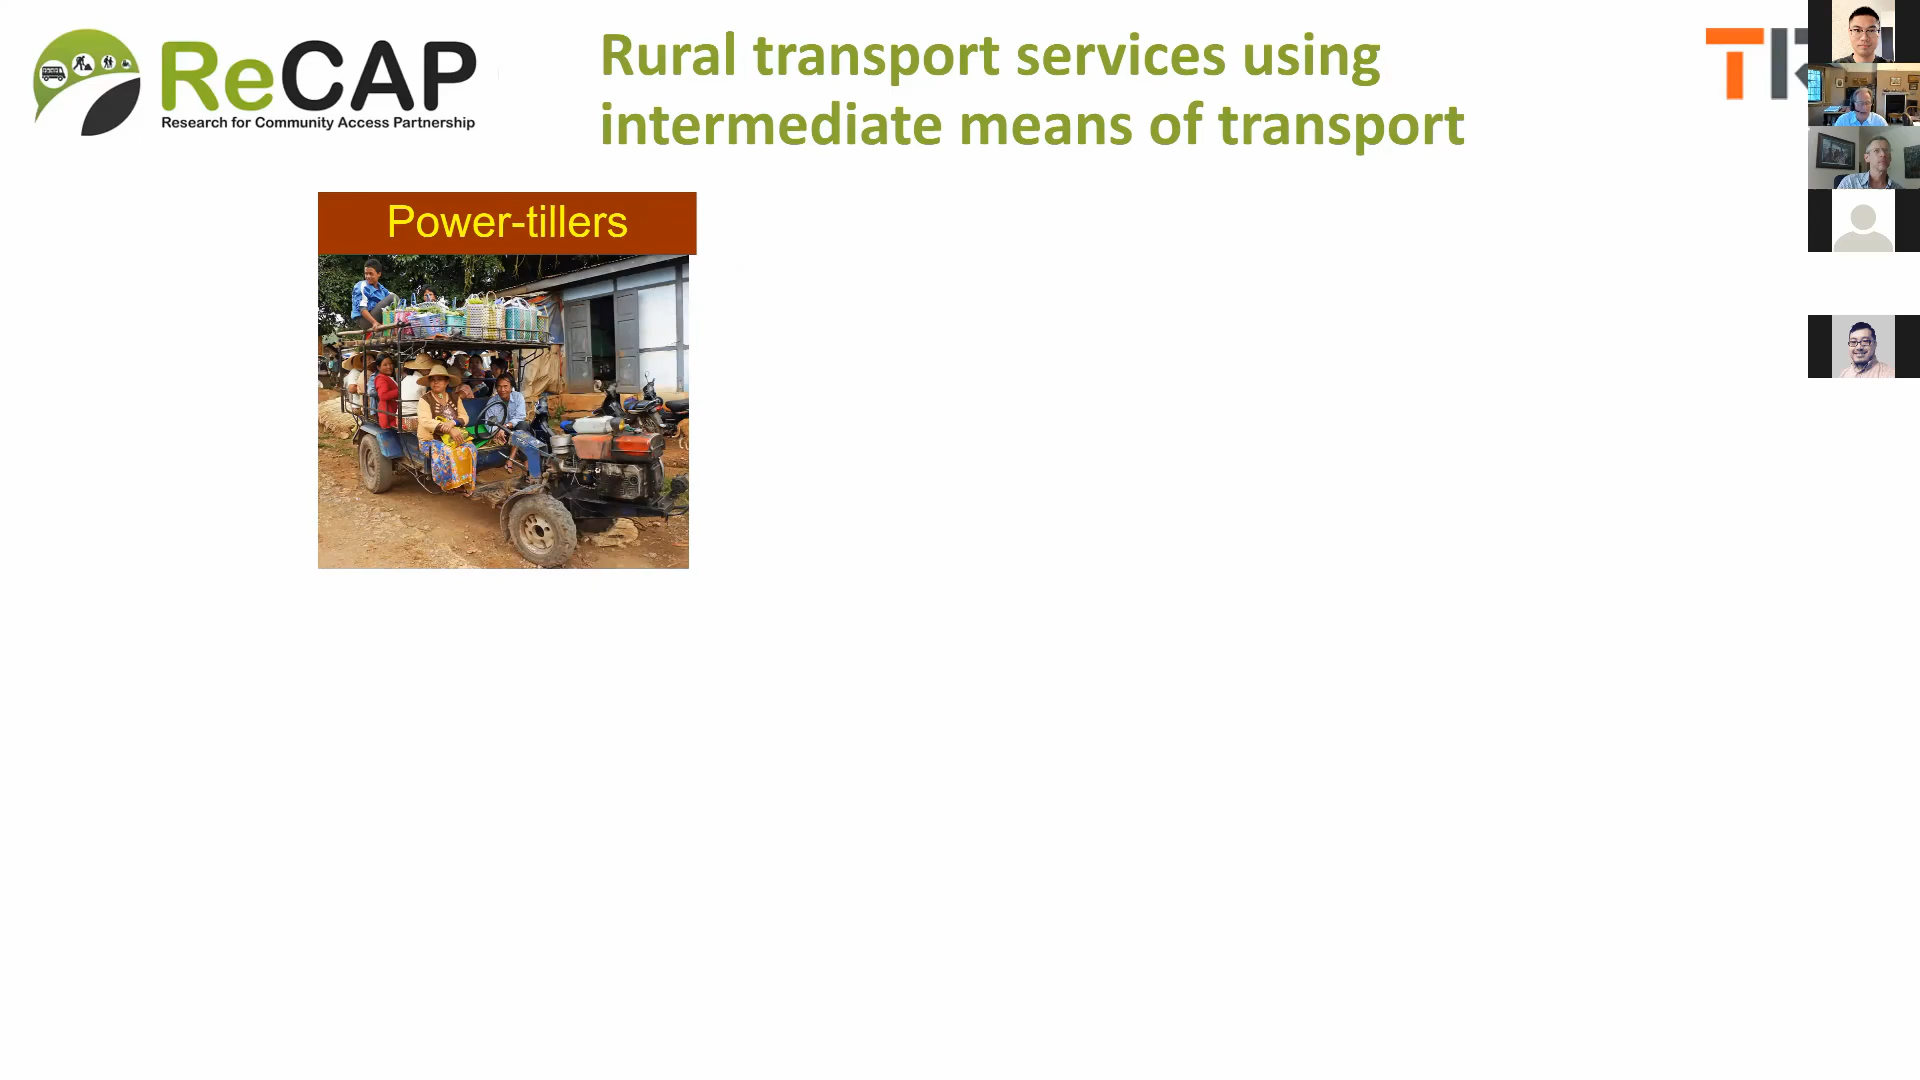 ReCAP
Research for Community Access Partnership
Rural transport services using
intermediate means of transport
Power-tillers